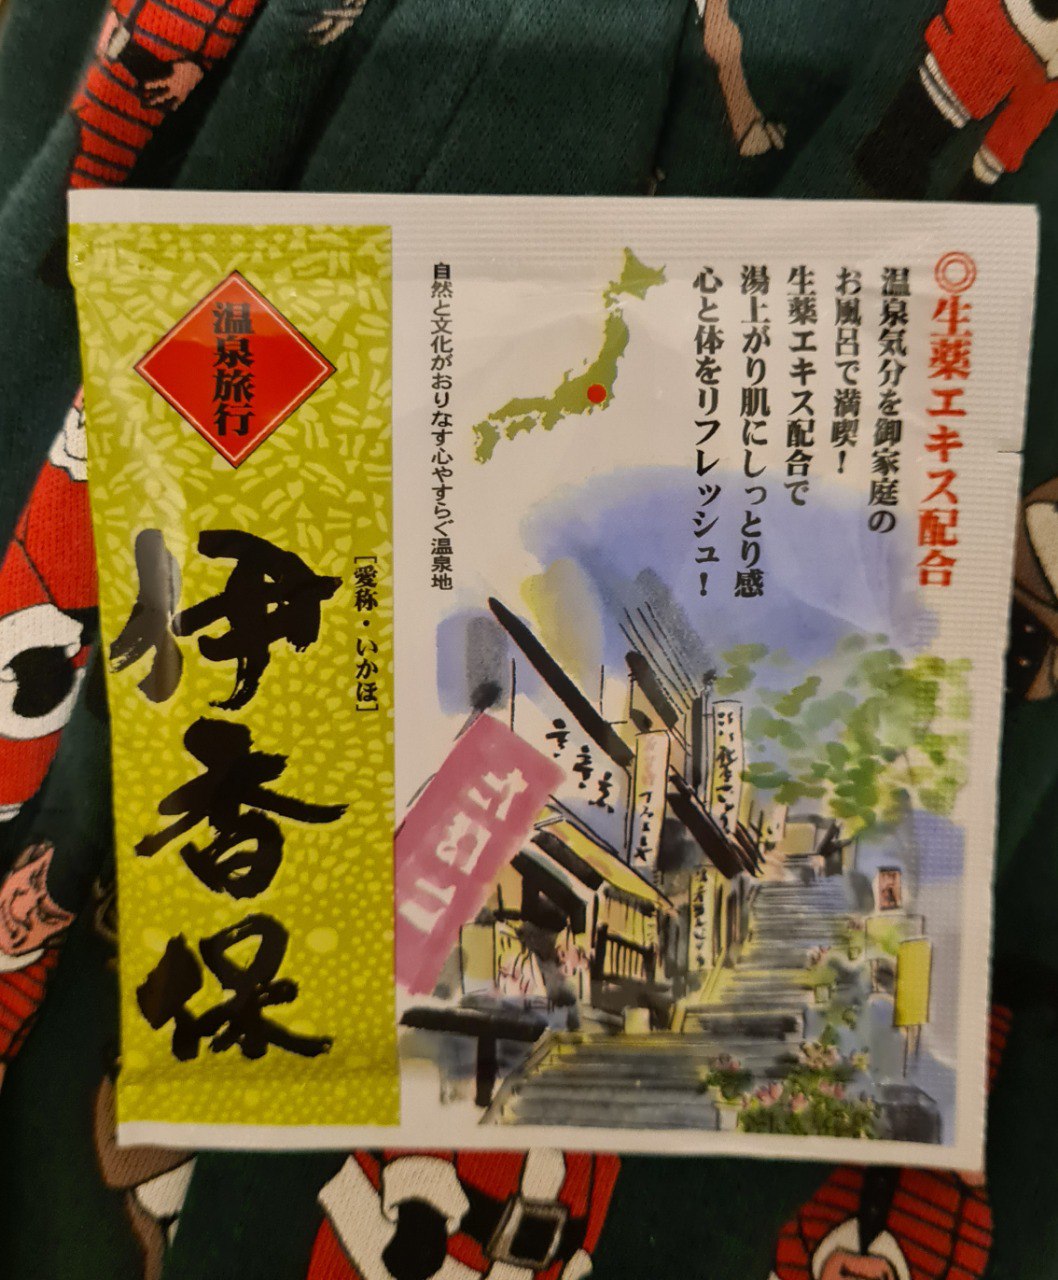 ◎生薬エキス配合
温泉気分を御家庭の
お風呂で満喫！
生薬エキス配合で
湯上がり肌にしっとり感
心と体をリフレッシュ！
自然と文化がおりなす心やすらぐ温泉地
温泉旅行
[愛称・いかほ]
伊香保